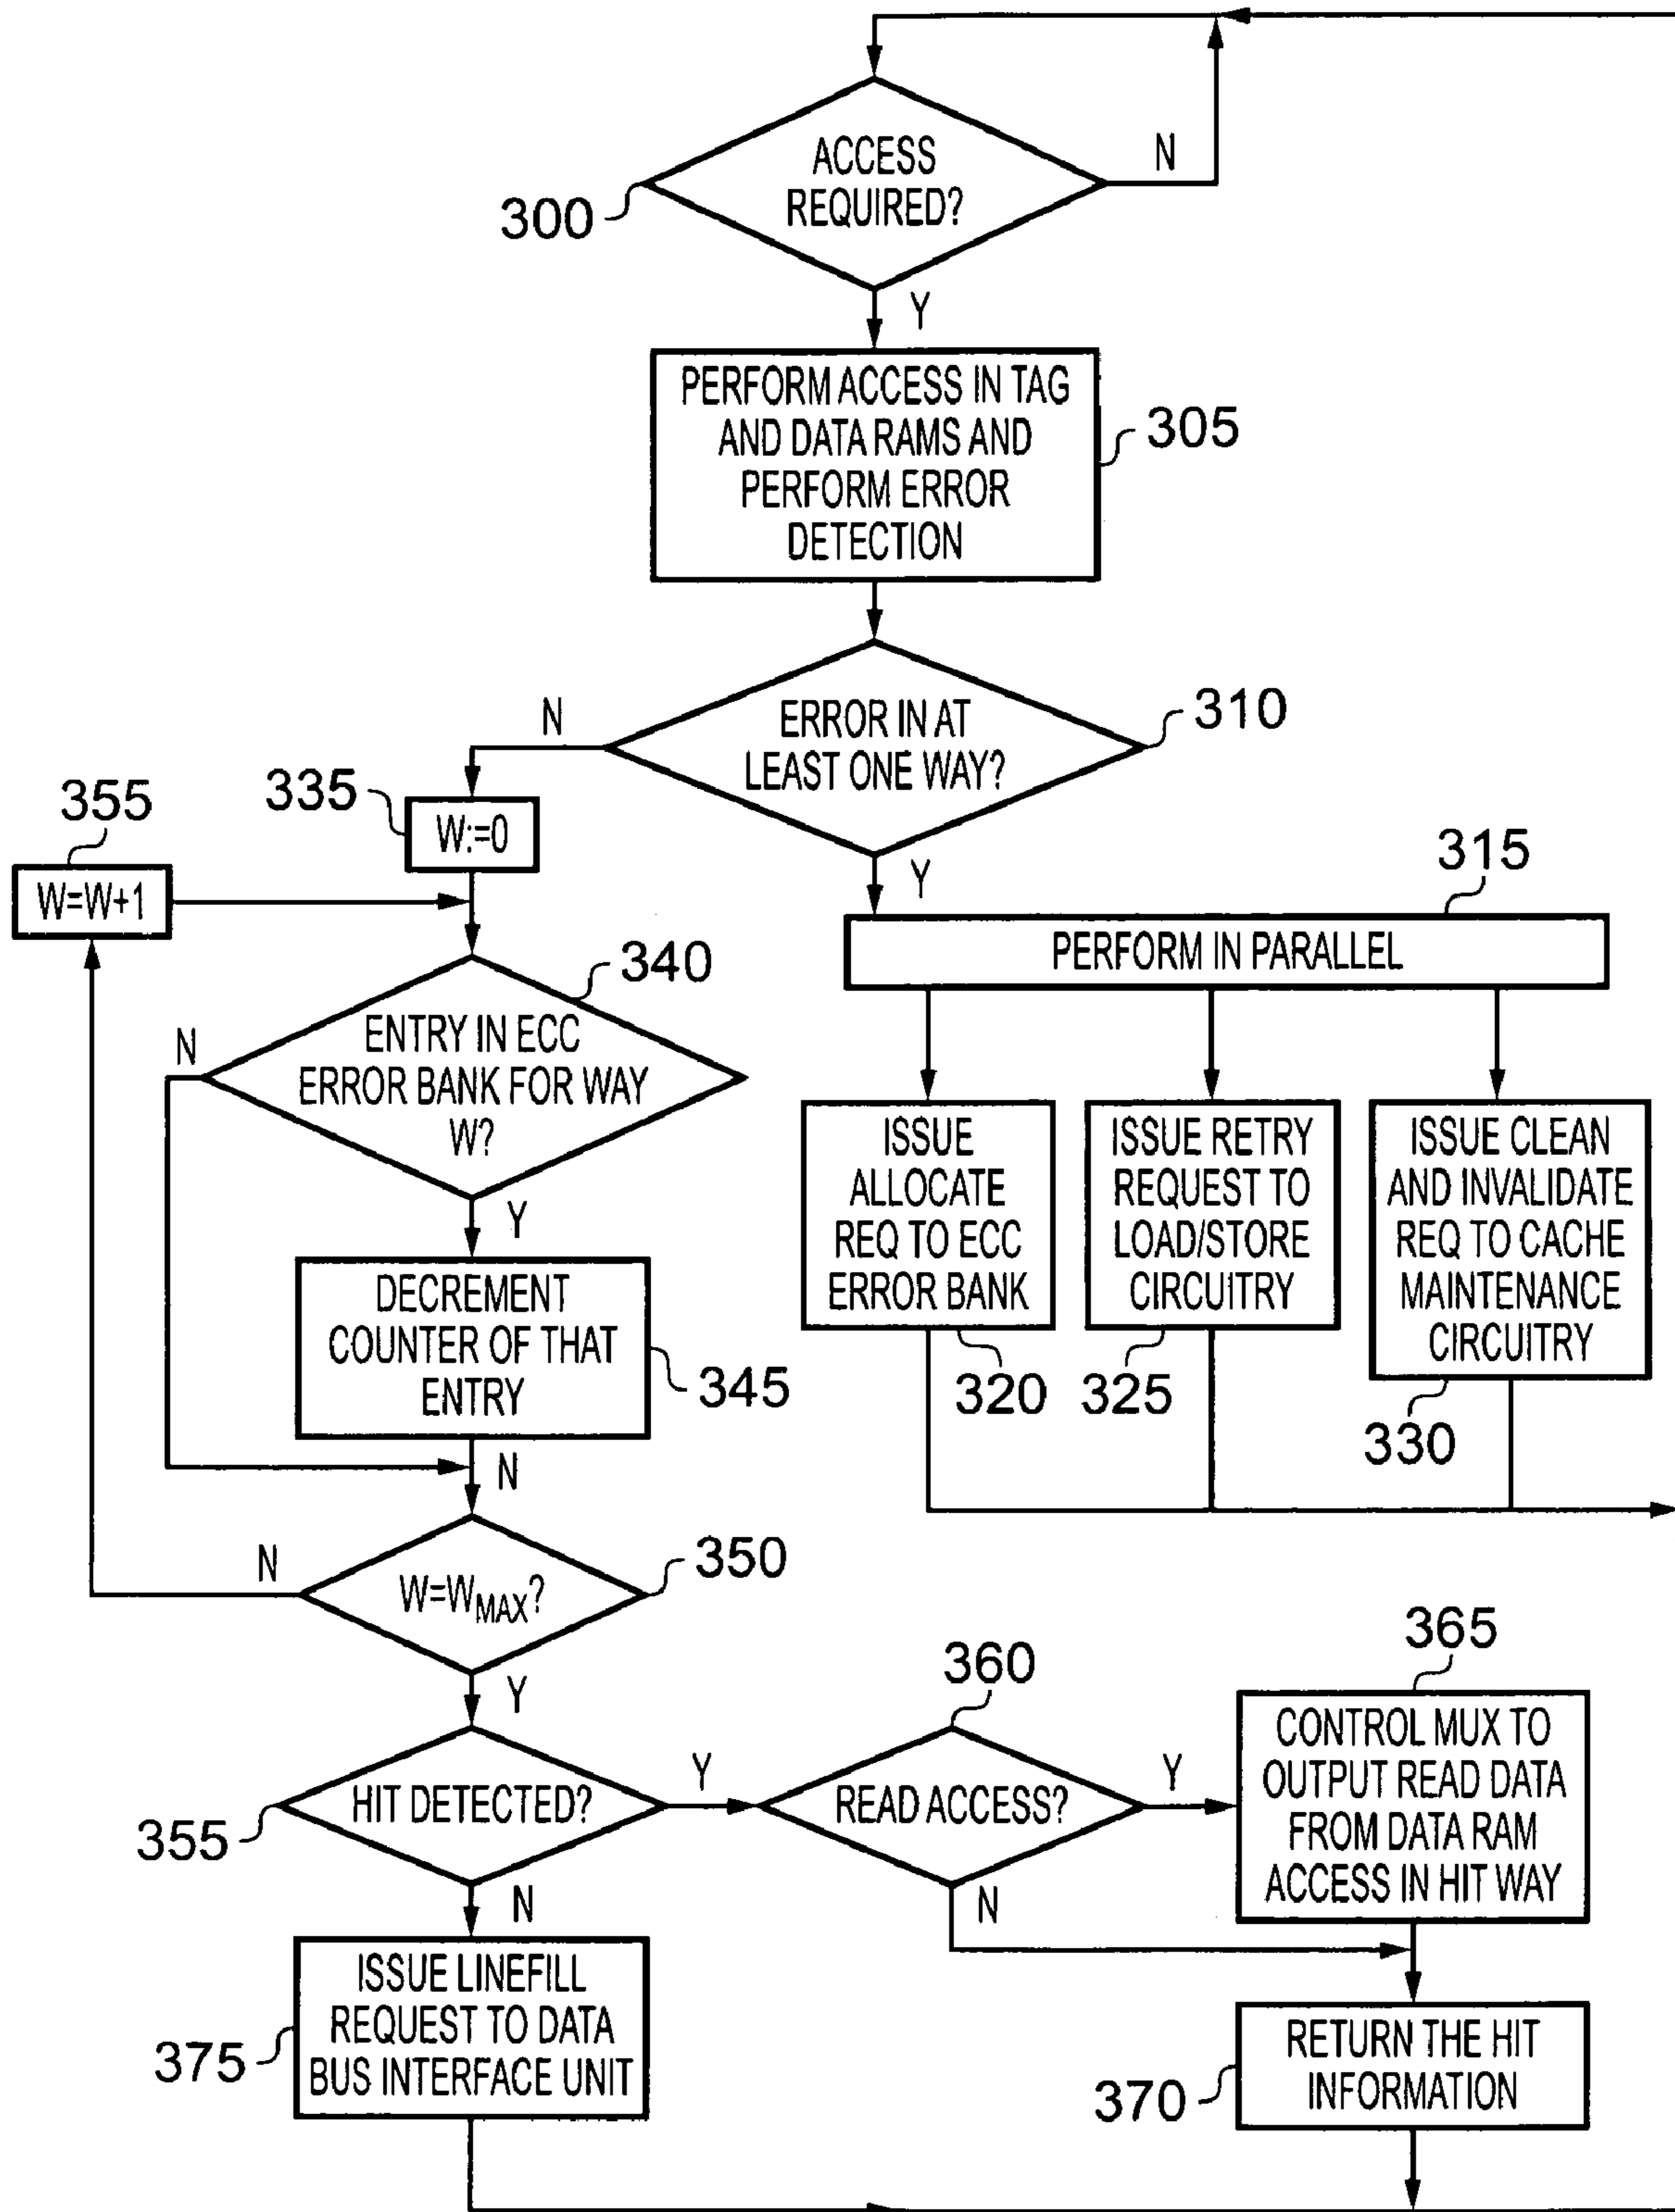 ACCESS
REQUIRED?
N
300
Y
PERFORM ACCESS IN TAG
AND DATA RAMS AND
PERFORM ERROR
DETECTION
305
N
ERROR IN AT
LEAST ONE WAY?
310
335
W:=0
355
W=W+1
Y
315
PERFORM IN PARALLEL
340
N
ENTRY IN ECC
ERROR BANK FOR WAY
W?
Y
ISSUE
ALLOCATE
REQ TO ECC
ERROR BANK
320
ISSUE RETRY
REQUEST TO
LOAD/STORE
CIRCUITRY
325
ISSUE CLEAN
AND INVALIDATE
REQ TO CACHE
MAINTENANCE
CIRCUITRY
330
DECREMENT
COUNTER OF THAT
ENTRY
345
N
N
W=WMAX?
350
Y
HIT DETECTED?
355
Y
360
READ ACCESS?
Y
N
365
CONTROL MUX TO
OUTPUT READ DATA
FROM DATA RAM
ACCESS IN HIT WAY
N
ISSUE LINEFILL
REQUEST TO DATA
BUS INTERFACE UNIT
375
RETURN THE HIT
INFORMATION
370